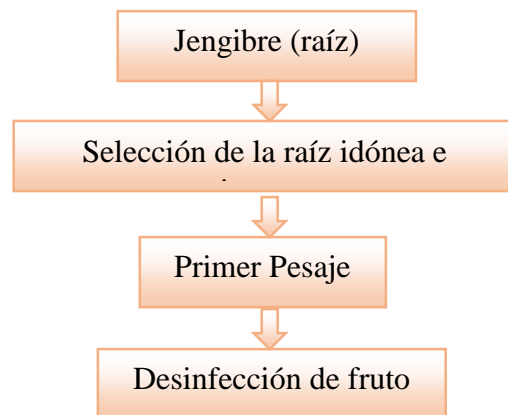 Jengibre (raíz)
Selección de la raíz idónea e
Primer Pesaje
Desinfección de fruto